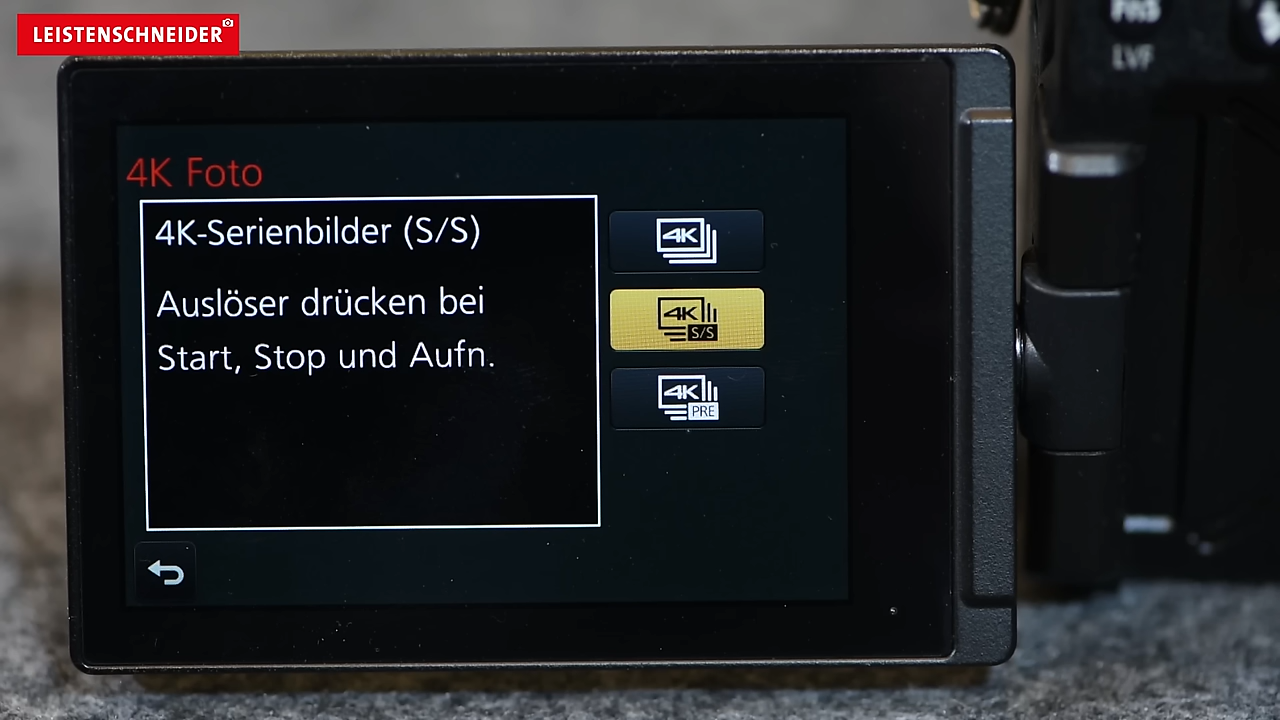 LEISTENSCHNEIDER
LVF
4K Foto
4K-Serienbilder (S/S)
Auslöser drücken bei
Start, Stop und Aufn.
4K
4K
S/S
4K
PRE